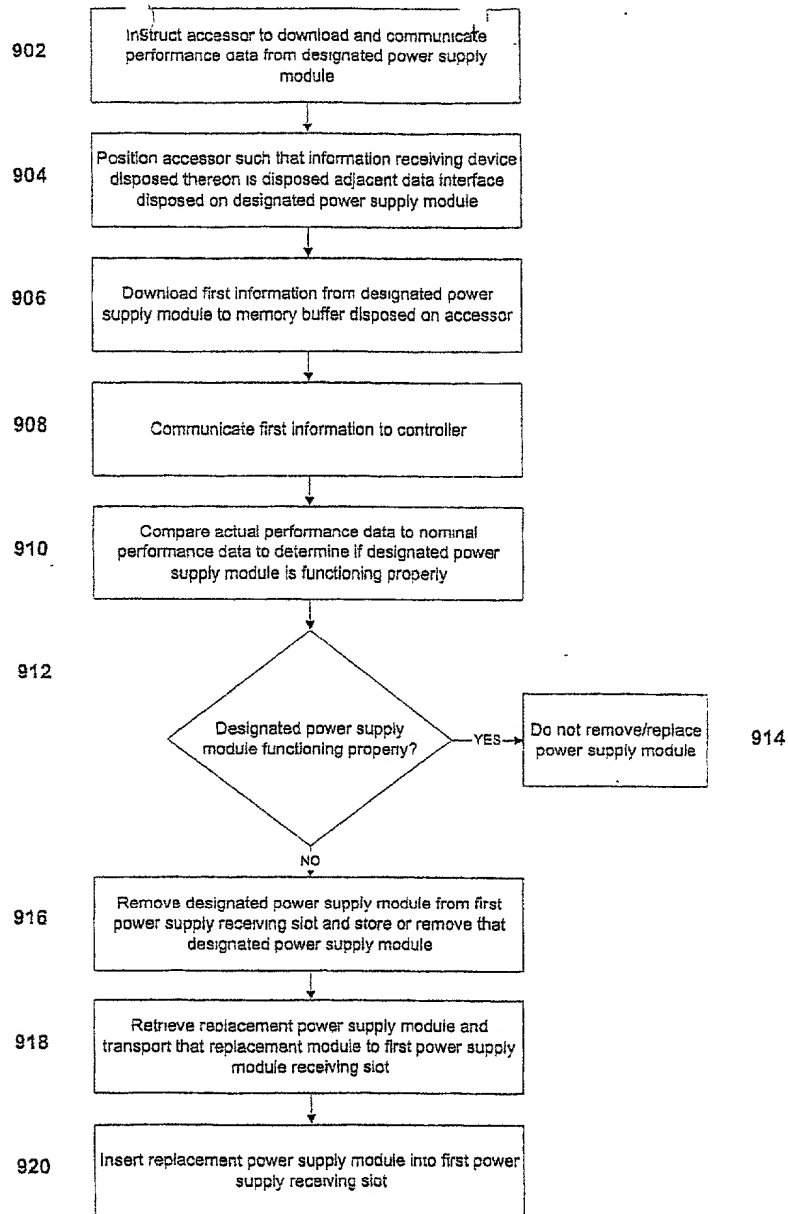 902
Instruct accessor to download and communicate
performance data from designated power supply
module
904
Position accessor such that information receiving device
disposed thereon is disposed adjacent data interface
disposed on designated power supply module
906
Download first information from designated power
supply module to memory buffer disposed on accessor
908
Communicate first information to controller
910
Compare actual performance data to nominal
performance data to determine if designated power
supply module is functioning properly
912
Designated power supply
module functioning property?
YES
Do not remove/replace
power supply module
914
NO
916
Remove designated power supply module from first
power supply receiving slot and store or remove that
designated power supply module
918
Retrieve replacement power supply module and
transport that replacement module to first power supply
module receiving slot
920
Insert replacement power supply module into first power
supply receiving slot